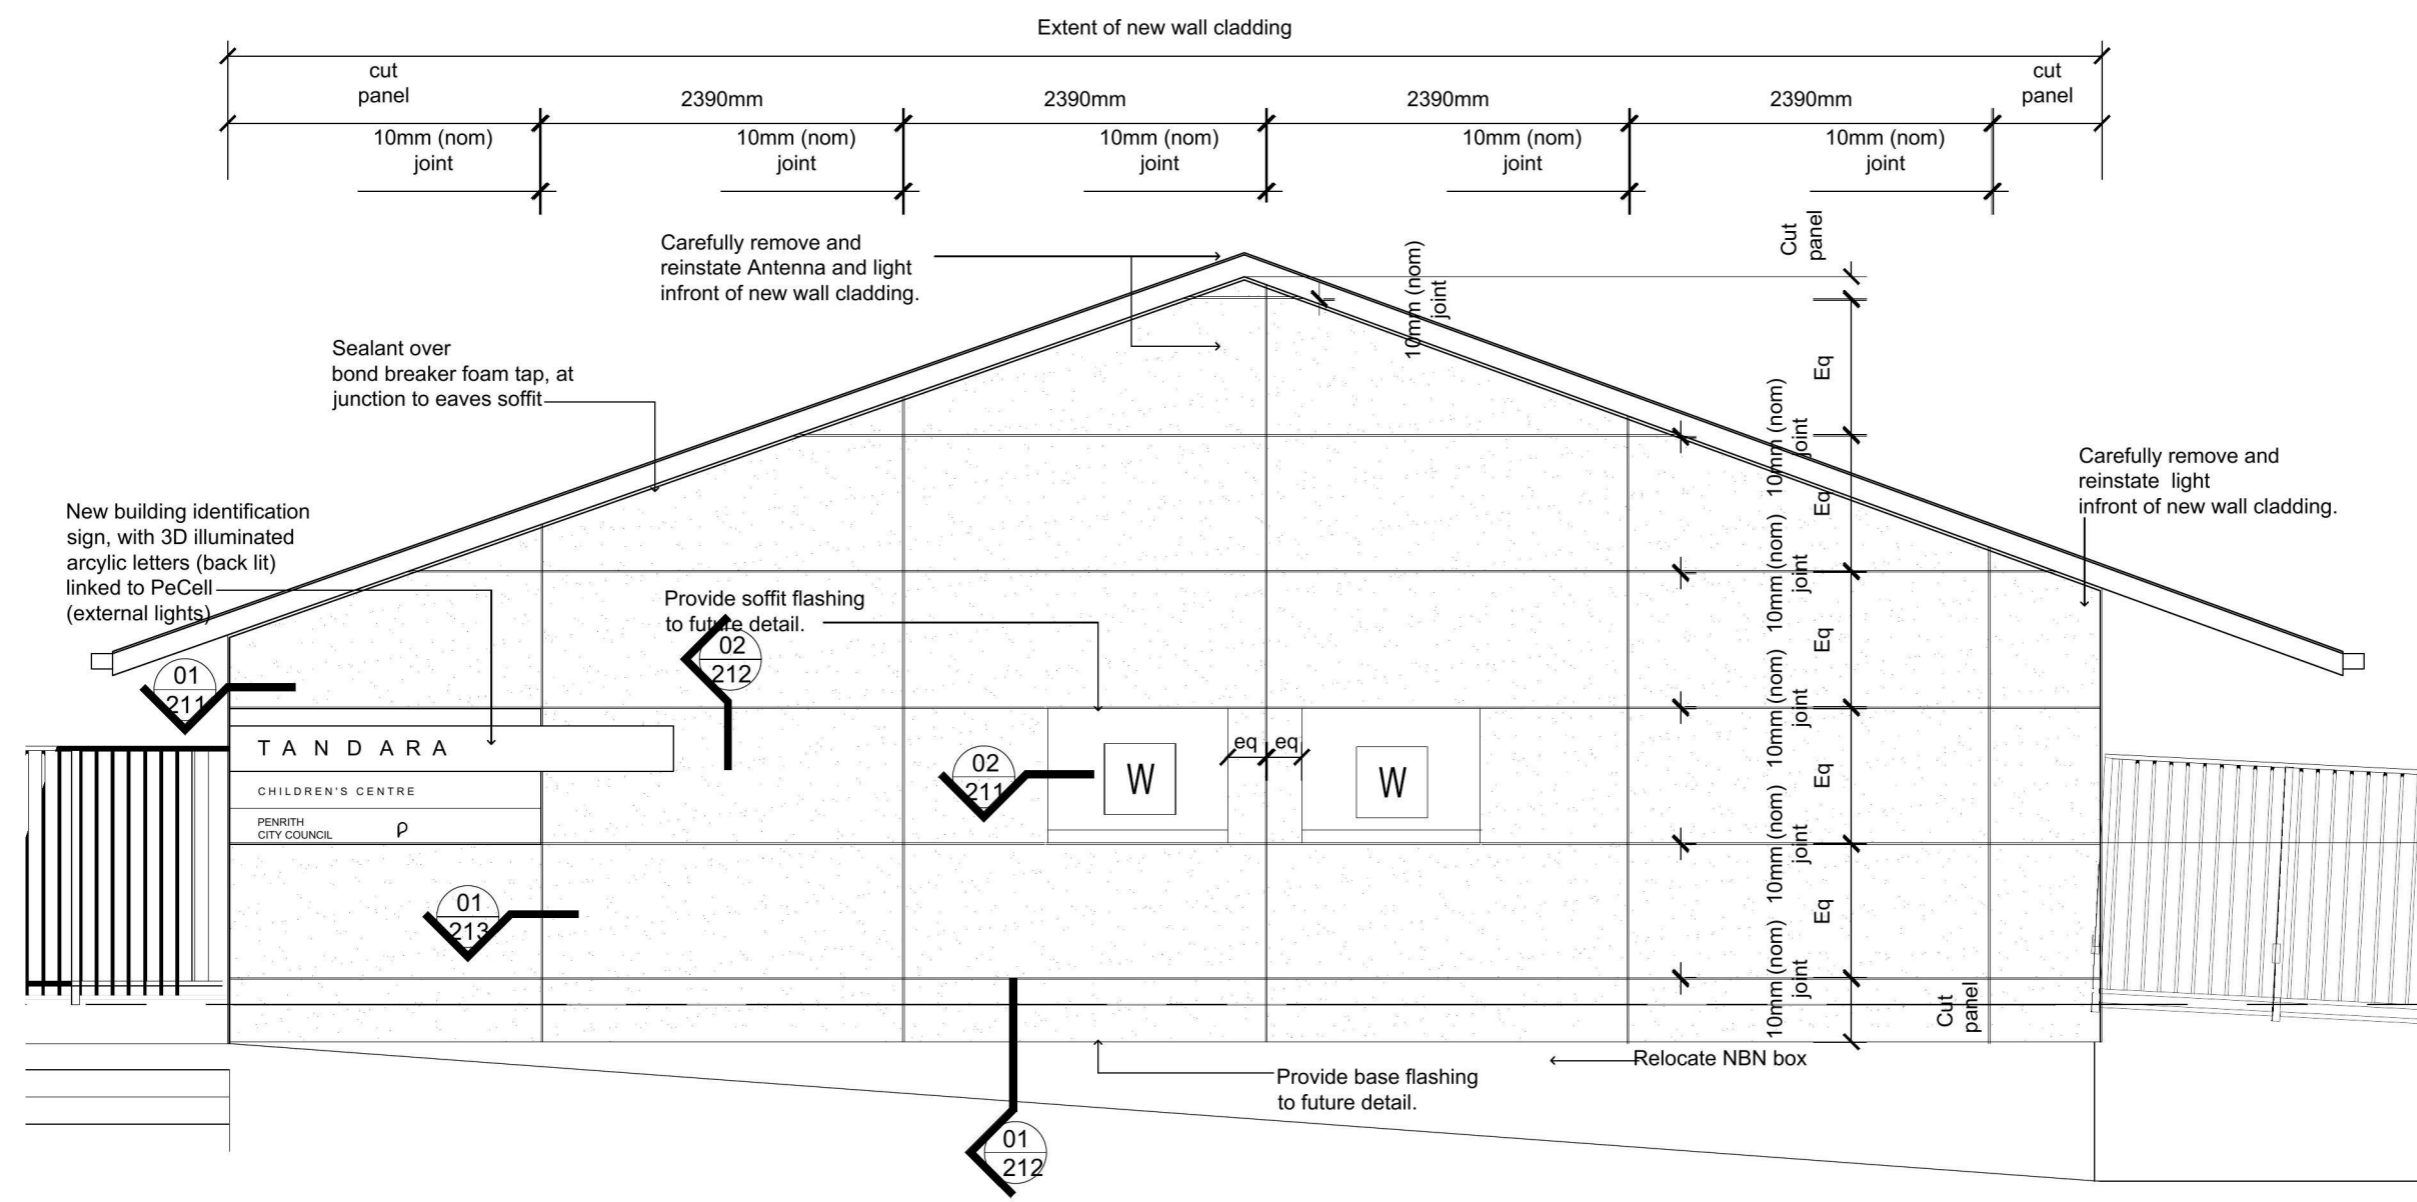 Extent of new wall cladding
cut
panel
2390mm
2390mm
2390mm
2390mm
cut
panel
10mm (nom)
joint
10mm (nom)
joint
10mm (nom)
joint
10mm (nom)
joint
10mm (nom)
joint
Carefully remove and
reinstate Antenna and light
infront of new wall cladding.
Cut
panel
10mm (nom)
joint
Sealant over
bond breaker foam tap, at
junction to eaves soffit
Eq
10mm (nom)
joint
Carefully remove and
reinstate light
infront of new wall cladding.
Eq
New building identification
sign, with 3D illuminated
arcylic letters (back lit)
linked to PeCell
(external lights)
10mm (nom)
joint
Provide soffit flashing
to future detail.
Eq
02
212
01
211
10mm (nom)
joint
TANDARA
CHILDREN'S CENTRE
PENRITH
CITY COUNCIL
02
211
W
eq
eq
W
Eq
10mm (nom)
joint
01
213
Eq
10mm (nom)
joint
Cut
panel
Relocate NBN box
Provide base flashing
to future detail.
01
212